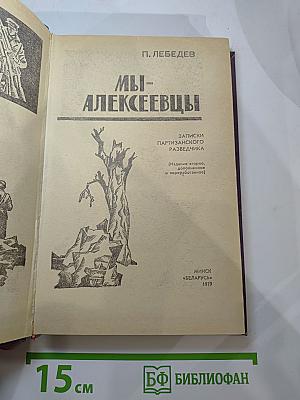 П. ЛЕБЕДЕВ
МЫ-
АЛЕКСЕЕВЦЫ
ЗАПИСКИ
ПАРТИЗАНСКОГО
РАЗВЕДЧИКА
(Издание второе,
дополненное
и переработанное)
МИНСК
«БЕЛАРУСЬ»
1979
15 см
БФ БИБЛИОФАН